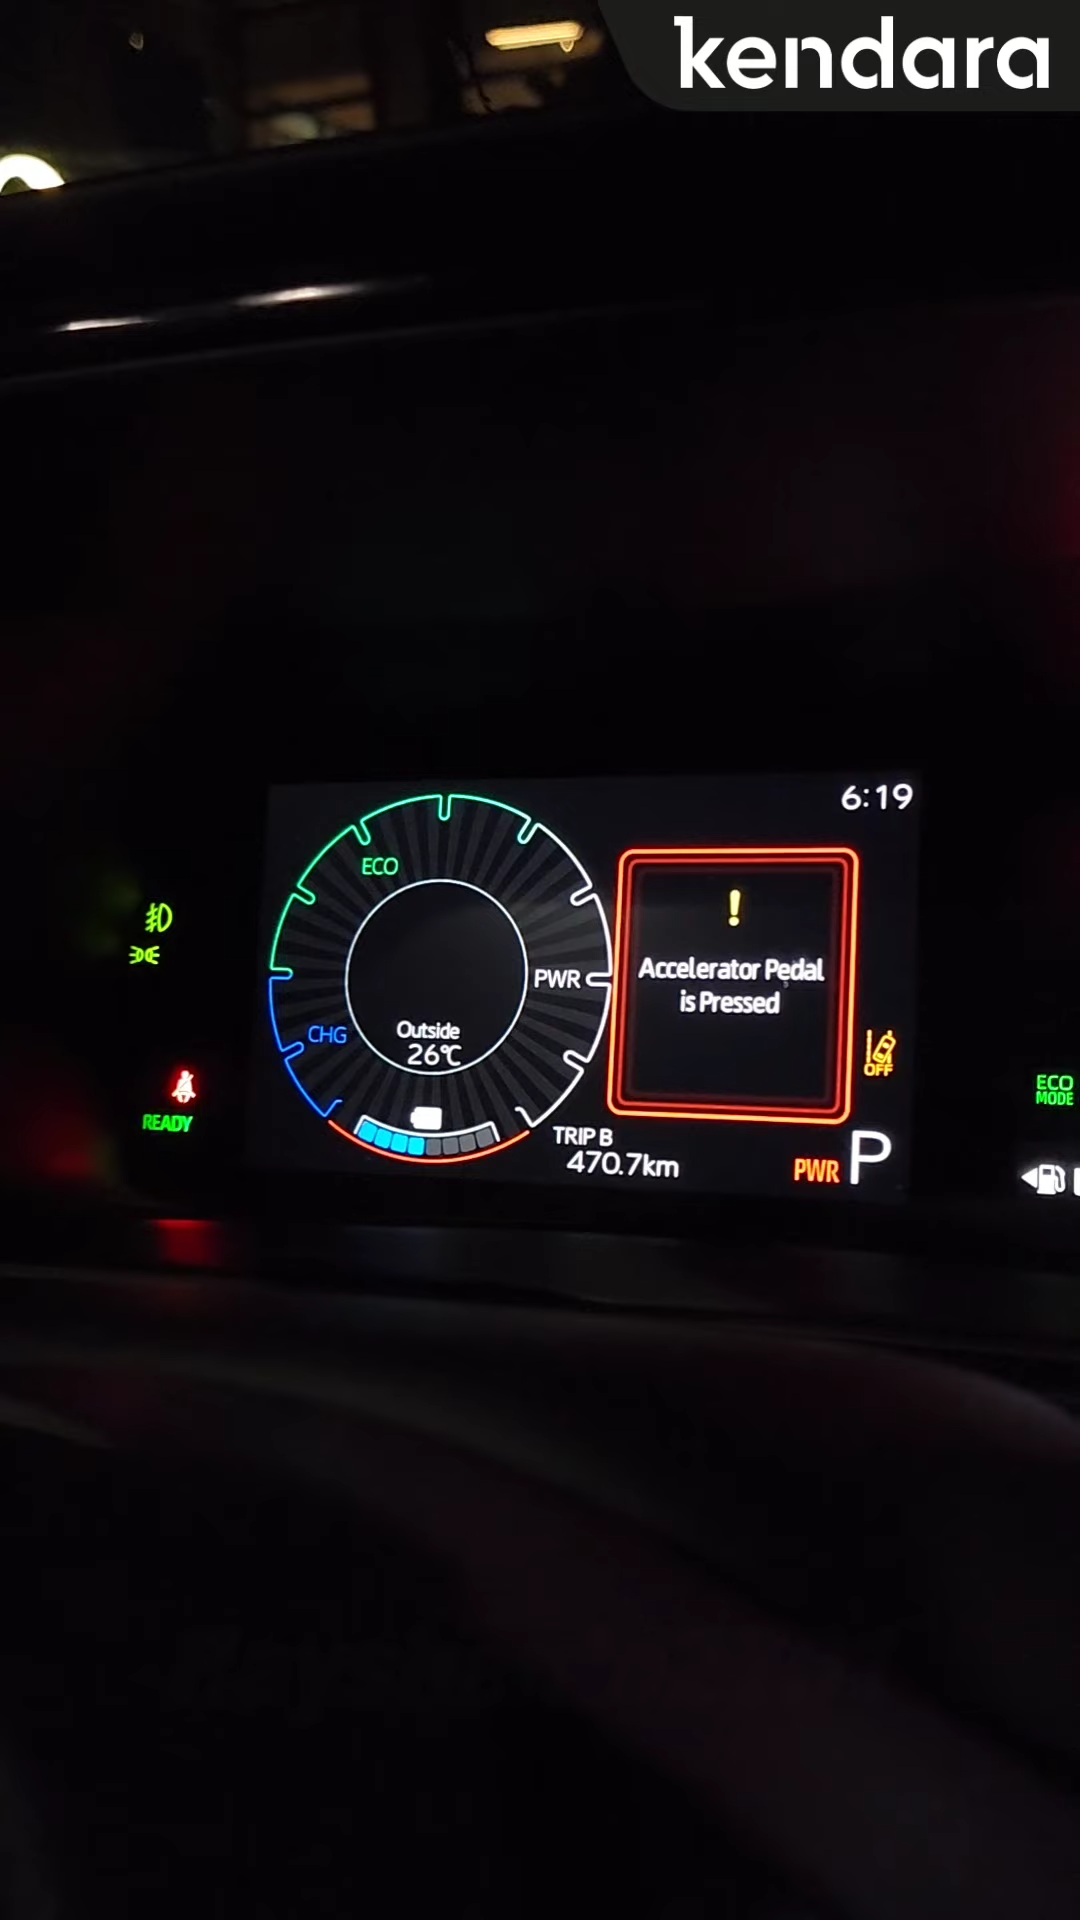 kendara
6:19
ECO
PWR
CHG
Outside
26℃
!
Accelerator Pedal
is Pressed
OFF
READY
ECO
MODE
TRIP B
470.7km
PWR
P